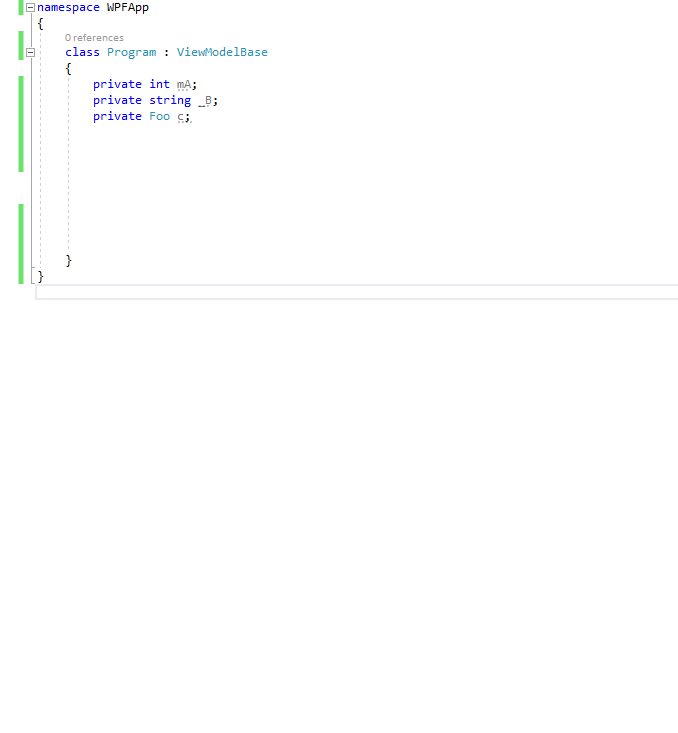 namespace WPFApp
{
0 references
class Program : ViewModelBase
{
private int mA;
private string _B;
private Foo c;
}
}